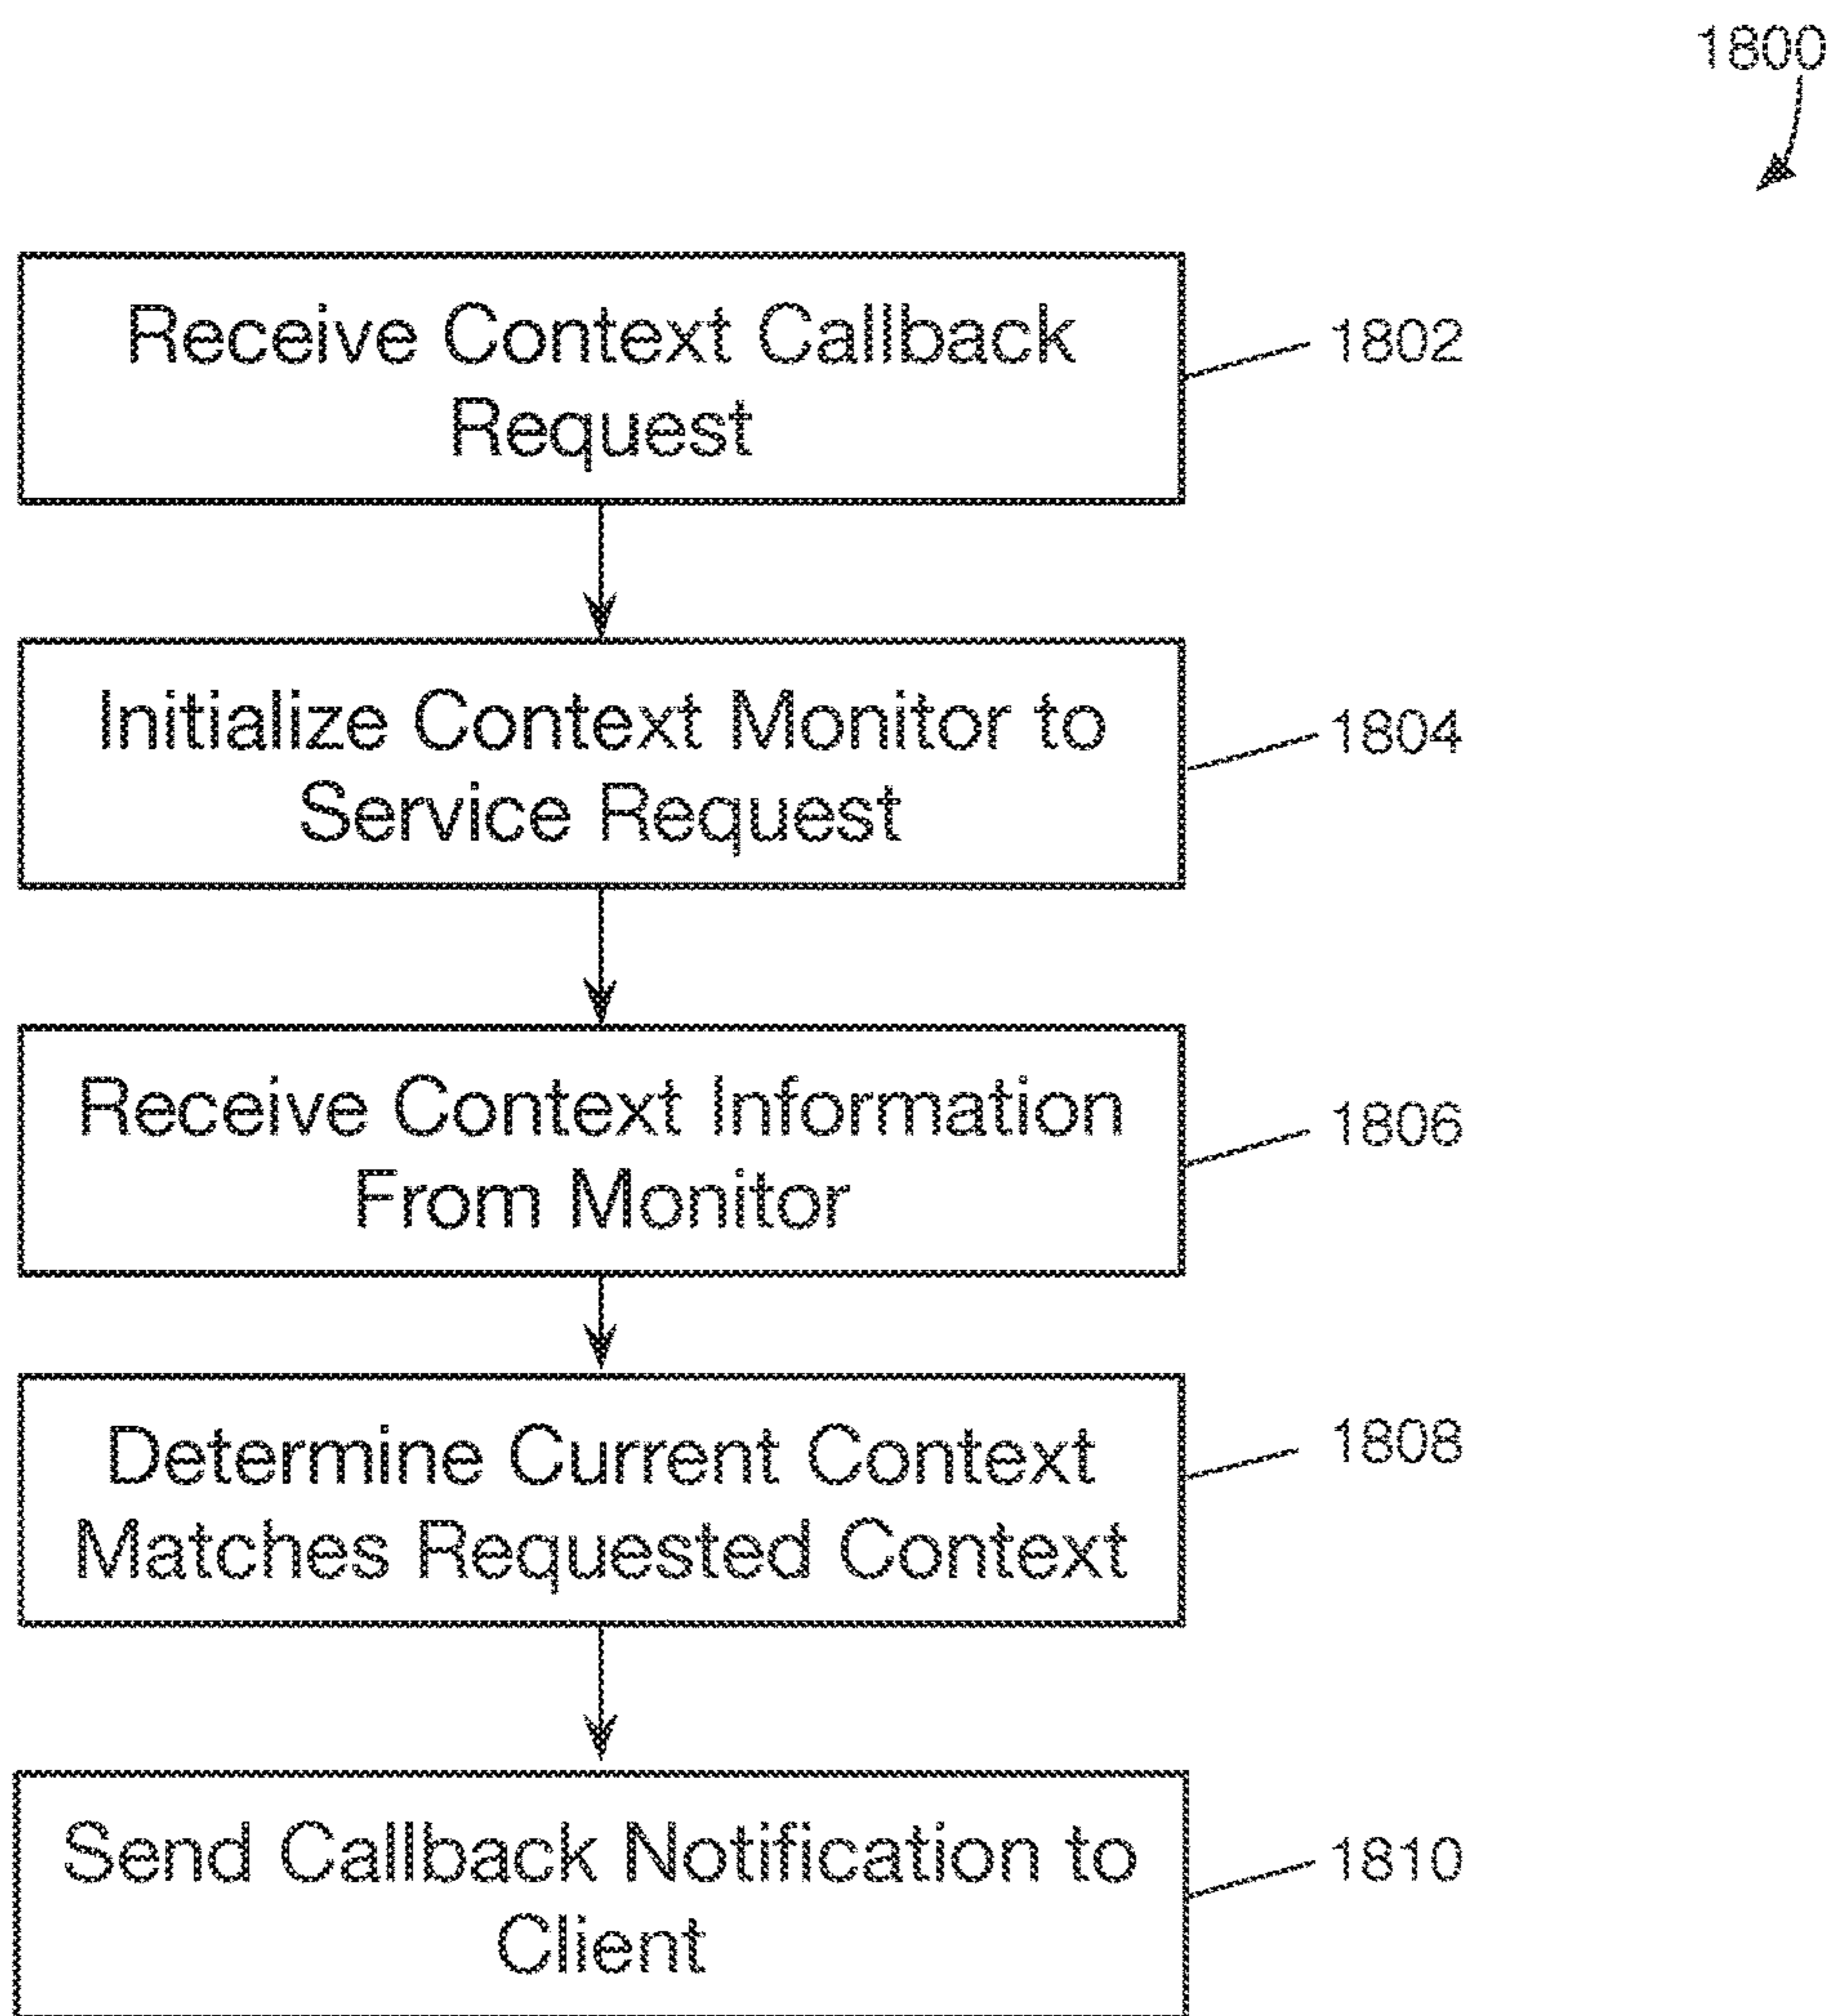 1800
Receive Context Callback
Request
1802
Initialize Context Monitor to
Service Request
1804
Receive Context Information
From Monitor
1806
Determine Current Context
Matches Requested Context
1808
Send Callback Notification to
Client
1810